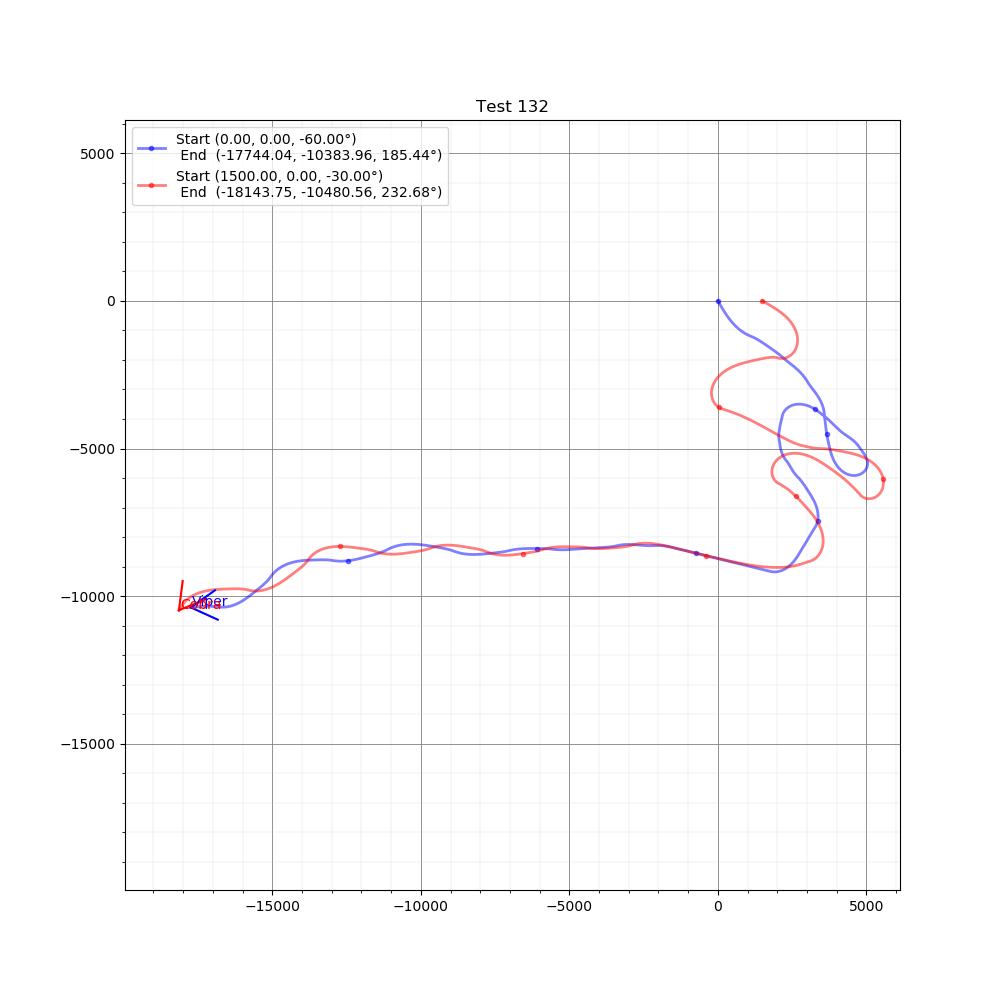 Test 132
Start (0.00, 0.00, -60.00°)
End (-17744.04, -10383.96, 185.44°)
Start (1500.00, 0.00, -30.00°)
End (-18143.75, -10480.56, 232.68°)
5000
0
−5000
−10000
−15000
Viper
−15000 −10000 −5000 0 5000